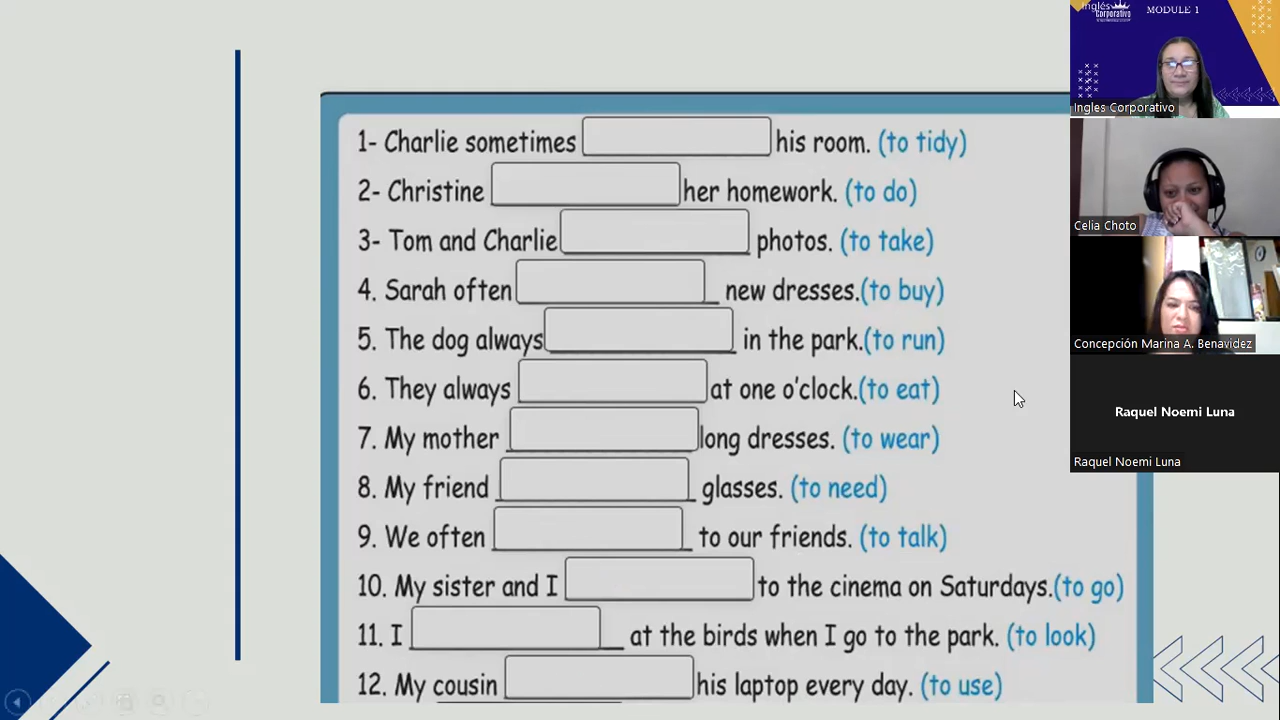 1- Charlie sometimes his room. (to tidy)
2- Christine her homework. (to do)
3- Tom and Charlie photos. (to take)
4. Sarah often _ new dresses.(to buy)
5. The dog always in the park.(to run)
6. They always at one o'clock.(to eat)
7. My mother long dresses. (to wear)
8. My friend glasses. (to need)
9. We often _ to our friends. (to talk)
10. My sister and I to the cinema on Saturdays.(to go)
11. I __ at the birds when I go to the park. (to look)
12. My cousin his laptop every day. (to use)
Inglés
Corporativo
MODULE 1
Ingles Corporativo
Celia Choto
Concepción Marina A. Benavidez
Raquel Noemi Luna
Raquel Noemi Luna